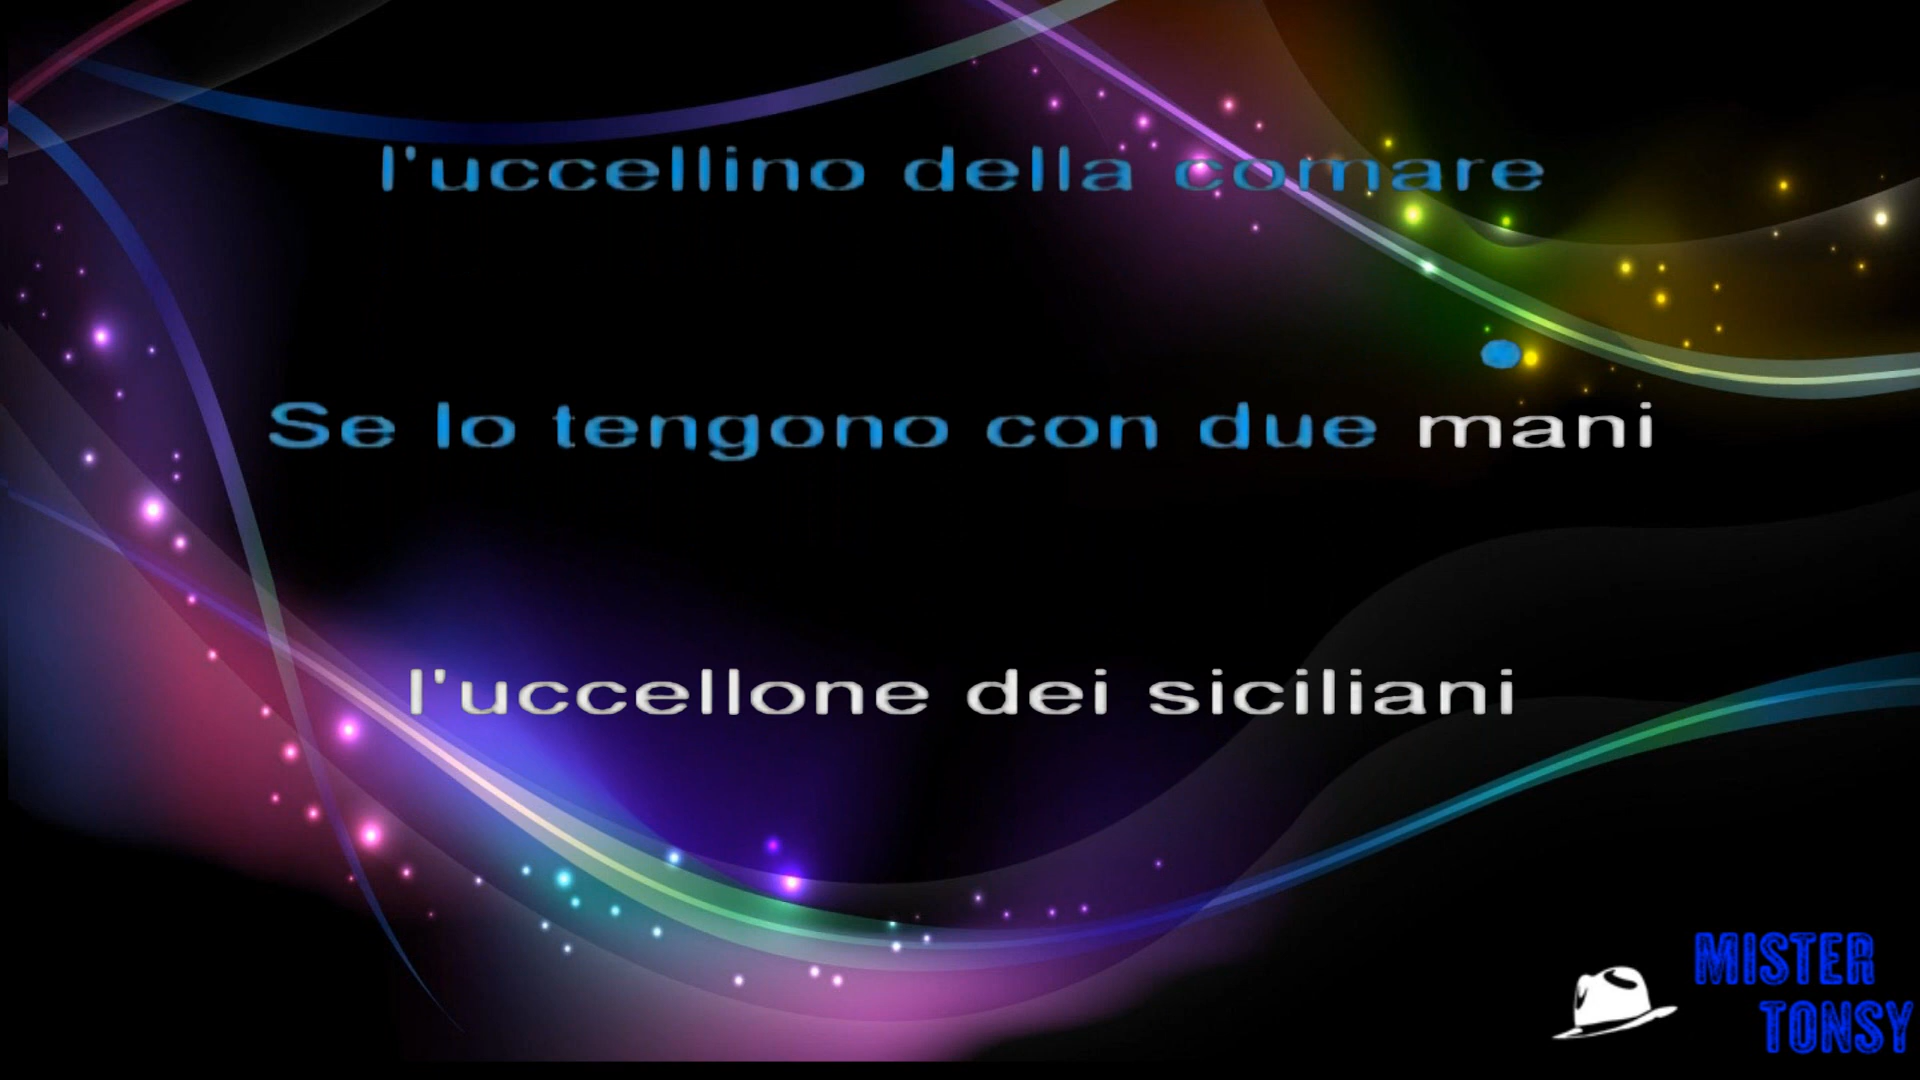 l'uccellino della comare
Se lo tengono con due mani
l'uccellone dei siciliani
MISTER
TONSY